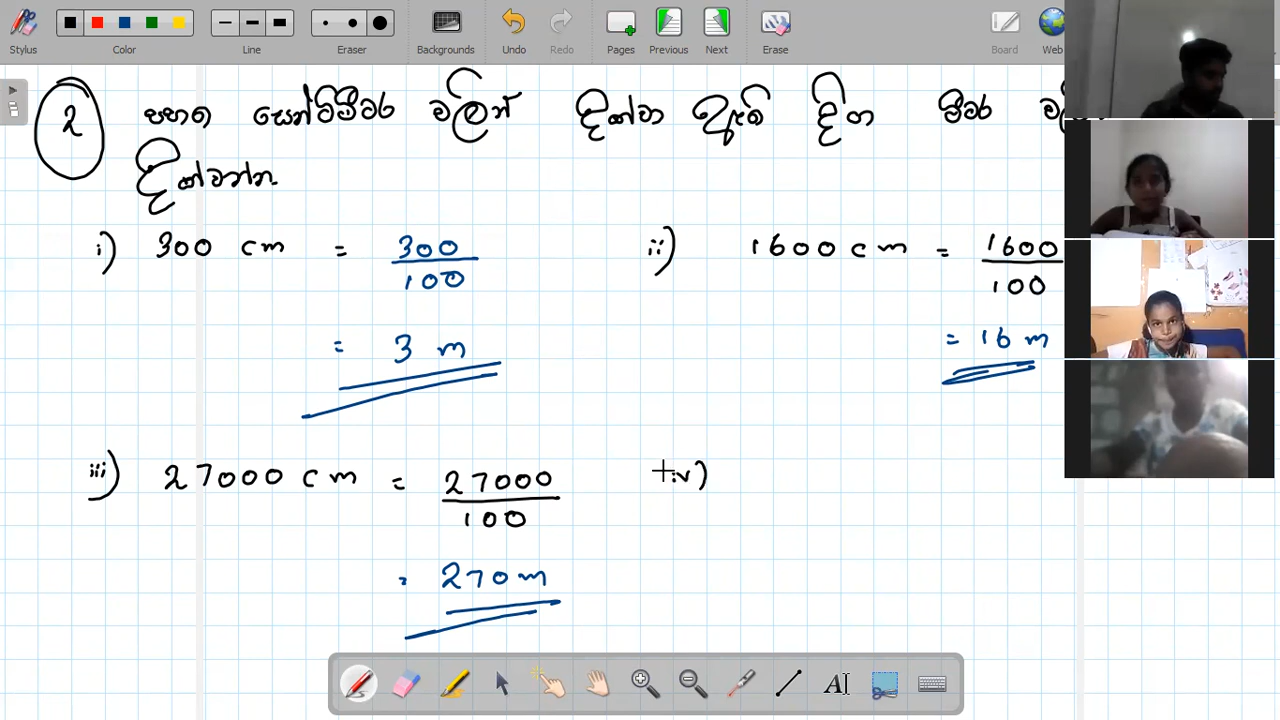 Stylus Color Line Eraser Backgrounds Undo Redo Pages Previous Next Erase Board Web
2 පහත සෙන්ටිමීටර වලින් දක්වා ඇති දිග මීටර
දක්වන්න
i) 300 cm = 300/100
= 3 m
ii) 1600 cm = 1600/100
= 16 m
iii) 27000 cm = 27000/100
= 270 m
iv)